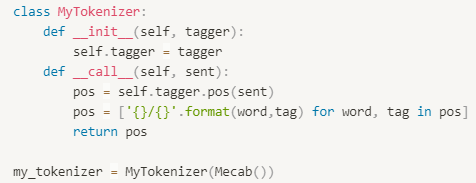 class MyTokenizer:
    def __init__(self, tagger):
        self.tagger = tagger
    def __call__(self, sent):
        pos = self.tagger.pos(sent)
        pos = ['{}/{}'.format(word,tag) for word, tag in pos]
        return pos

my_tokenizer = MyTokenizer(Mecab())